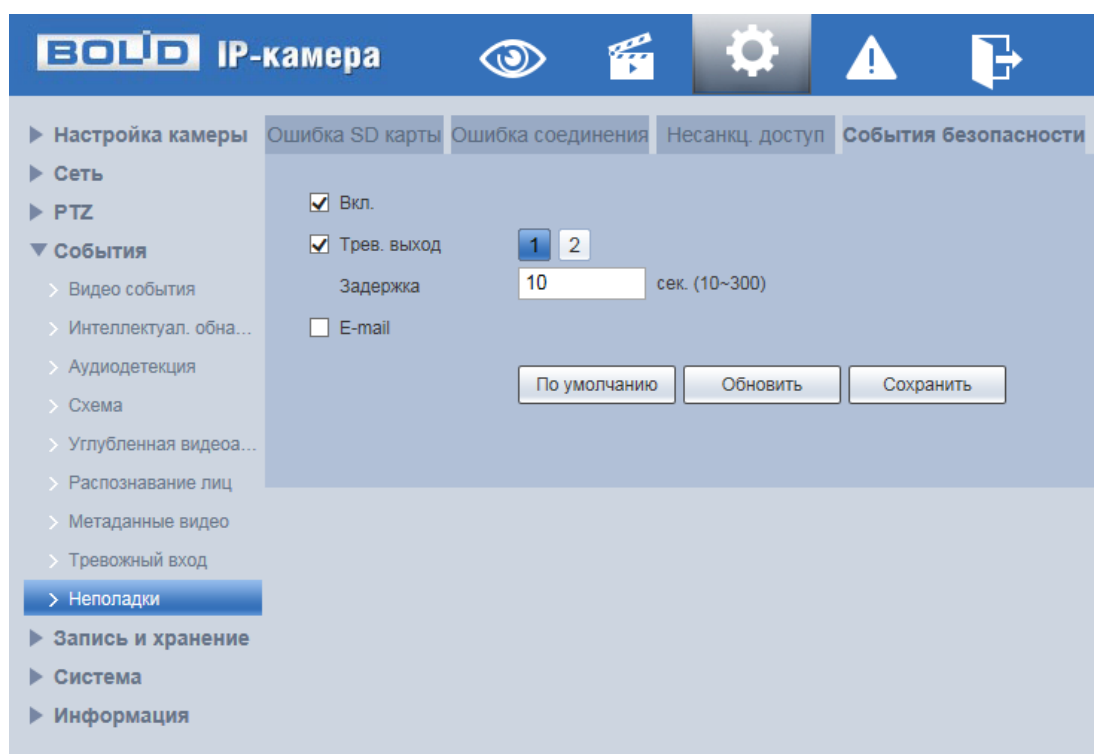 BOLID IP-камера
Настройка камеры
Сеть
PTZ
События
Видео события
Интеллектуал. обна...
Аудиодетекция
Схема
Углубленная видеоа...
Распознавание лиц
Метаданные видео
Тревожный вход
Неполадки
Запись и хранение
Система
Информация
Ошибка SD карты Ошибка соединения Несанкц. доступ События безопасности
Вкл.
Трев. выход 1 2
Задержка 10 сек. (10~300)
E-mail
По умолчанию Обновить Сохранить